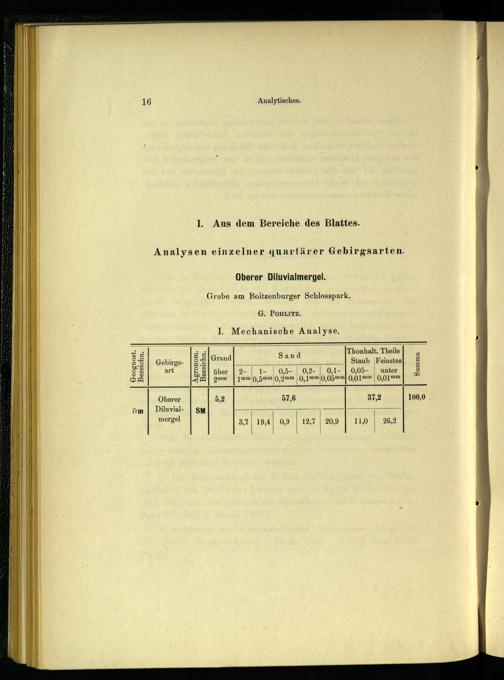 16
Analytisches.
I. Aus dem Bereiche des Blattes.
Analysen einzelner quartärer Gebirgsarten.
Oberer Diluvialmergel.
Grube am Boitzenburger Schlosspark.
G. Pohlitz.
I. Mechanische Analyse.
Geognost. Bezeichn.
Gebirgs-
art
Agronom. Bezeichn.
Grand
über
2mm
Sand
2-
1mm
1-
0,5mm
0,5-
0,2mm
0,2-
0,1mm
0,1-
0,05mm
Thonhalt. Theile
Staub
0,05-
0,01mm
Feinstes
unter
0,01mm
Summa
∂m
Oberer
Diluvial-
mergel
SM
5,2
57,6
37,2
100,0
3,7 19,4 0,9 12,7 20,9 11,0 26,2